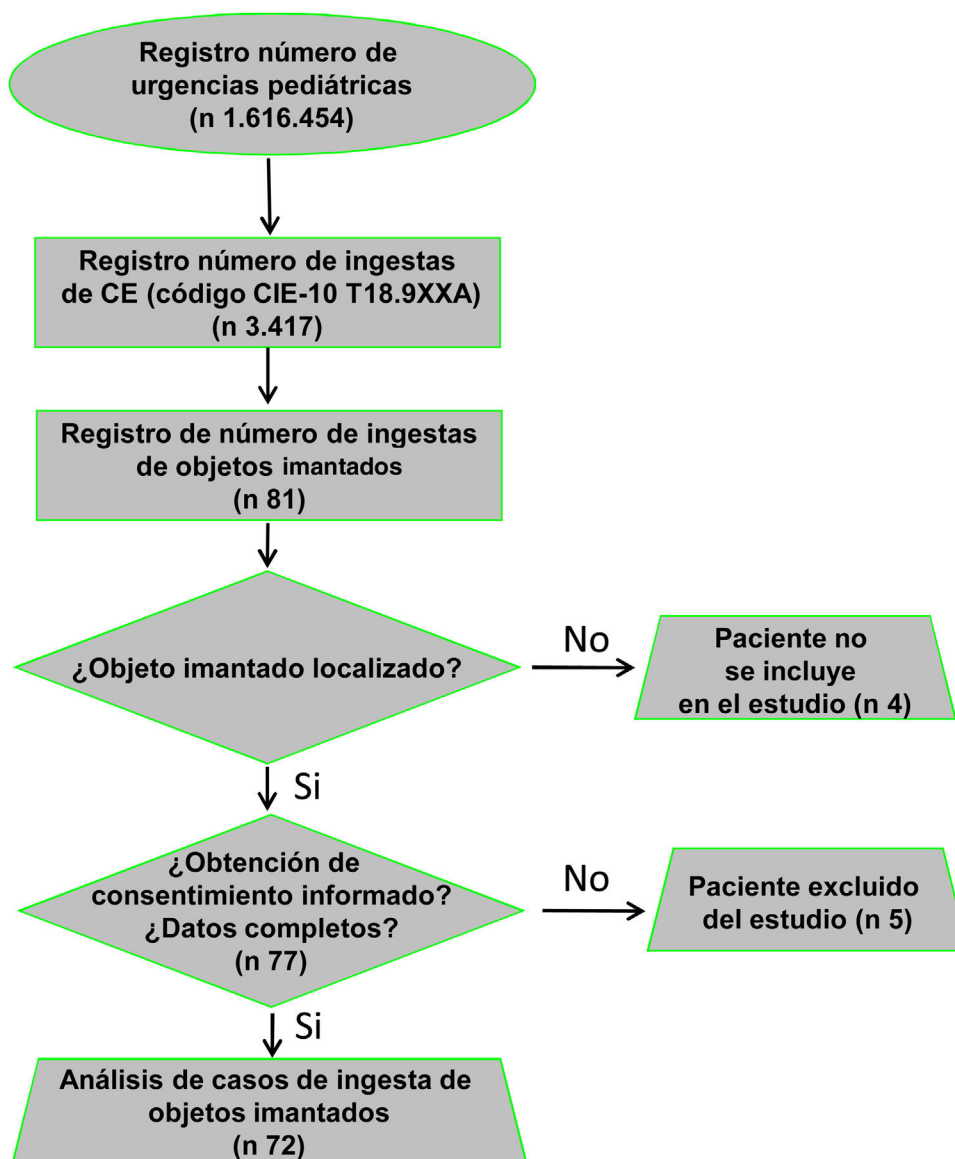 Registro número de
urgencias pediátricas
(n 1.616.454)
Registro número de ingestas
de CE (código CIE-10 T18.9XXA)
(n 3.417)
Registro de número de ingestas
de objetos imantados
(n 81)
¿Objeto imantado localizado?
No
Paciente no
se incluye
en el estudio (n 4)
Si
¿Obtención de
consentimiento informado?
¿Datos completos?
(n 77)
No
Paciente excluido
del estudio (n 5)
Si
Análisis de casos de ingesta de
objetos imantados
(n 72)